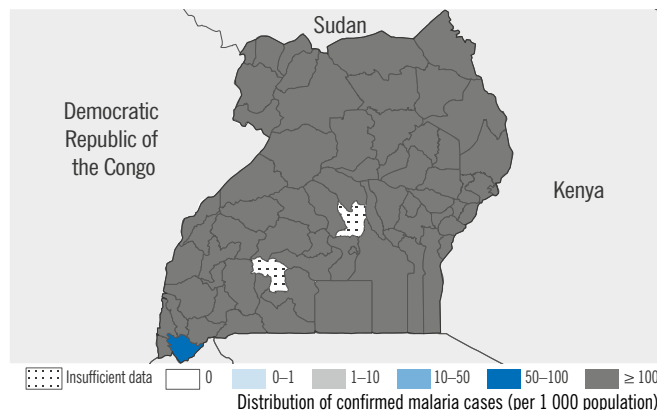 Sudan
Democratic
Republic of
the Congo
Kenya
Insufficient data 0 0–1 1–10 10–50 50–100 ≥ 100
Distribution of confirmed malaria cases (per 1 000 population)